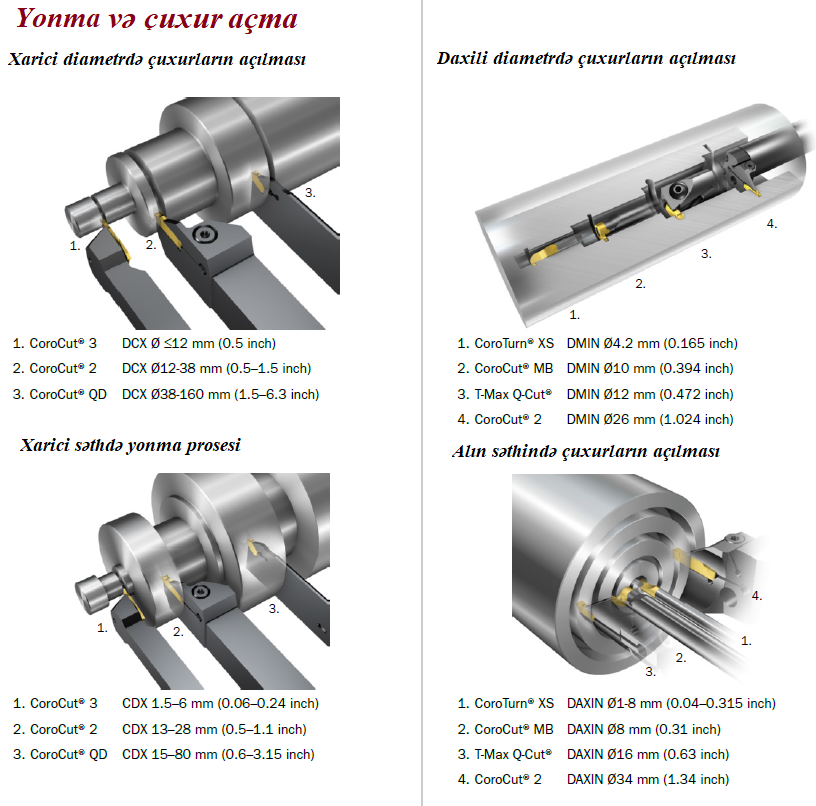 Yonma və çuxur açma
Xarici diametrdə çuxurların açılması
1.
2.
3.
1. CoroCut® 3 DCX Ø ≤12 mm (0.5 inch)
2. CoroCut® 2 DCX Ø12-38 mm (0.5–1.5 inch)
3. CoroCut® QD DCX Ø38-160 mm (1.5–6.3 inch)
Xarici səthdə yonma prosesi
1.
2.
3.
1. CoroCut® 3 CDX 1.5–6 mm (0.06–0.24 inch)
2. CoroCut® 2 CDX 13–28 mm (0.5–1.1 inch)
3. CoroCut® QD CDX 15–80 mm (0.6–3.15 inch)
Daxili diametrdə çuxurların açılması
4.
3.
2.
1.
1. CoroTurn® XS DMIN Ø4.2 mm (0.165 inch)
2. CoroCut® MB DMIN Ø10 mm (0.394 inch)
3. T-Max Q-Cut® DMIN Ø12 mm (0.472 inch)
4. CoroCut® 2 DMIN Ø26 mm (1.024 inch)
Alın səthində çuxurların açılması
4.
1.
2.
3.
1. CoroTurn® XS DAXIN Ø1-8 mm (0.04–0.315 inch)
2. CoroCut® MB DAXIN Ø8 mm (0.31 inch)
3. T-Max Q-Cut® DAXIN Ø16 mm (0.63 inch)
4. CoroCut® 2 DAXIN Ø34 mm (1.34 inch)